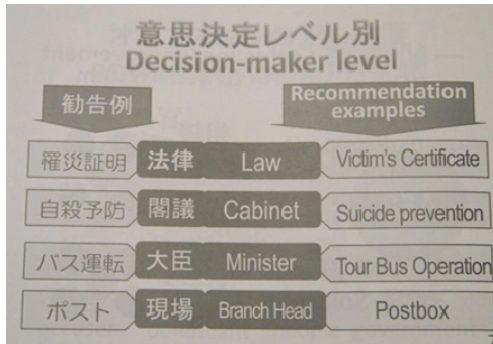 意思決定レベル別
Decision-maker level
勧告例
Recommendation
examples
罹災証明 法律 Law Victim's Certificate
自殺予防 閣議 Cabinet Suicide prevention
バス運転 大臣 Minister Tour Bus Operation
ポスト 現場 Branch Head Postbox